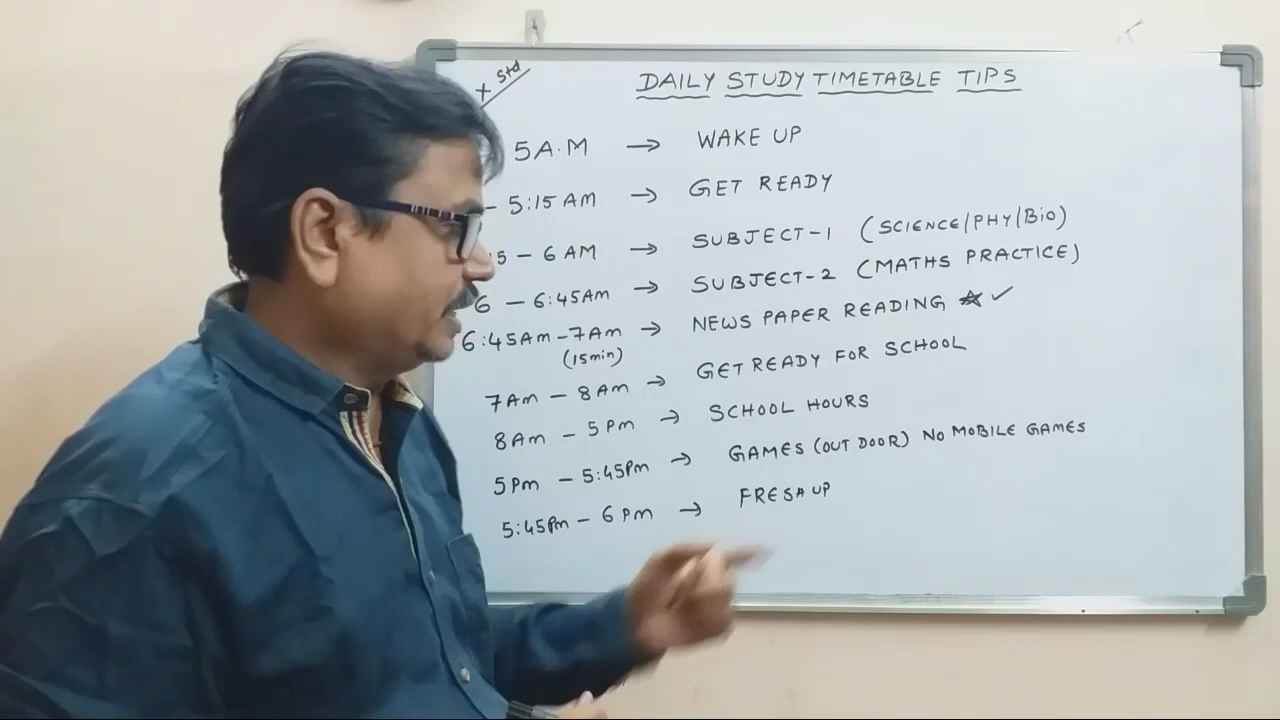 X Std
DAILY STUDY TIMETABLE TIPS
5A.M → WAKE UP
- 5:15 AM → GET READY
5 - 6 AM → SUBJECT-1 (SCIENCE/PHY/BIO)
6 - 6:45Am → SUBJECT-2 (MATHS PRACTICE)
6:45Am - 7Am → NEWS PAPER READING ☆ ✓
(15min)
7Am - 8Am → GET READY FOR SCHOOL
8Am - 5Pm → SCHOOL HOURS
5Pm - 5:45Pm → GAMES (OUT DOOR) NO MOBILE GAMES
5:45Pm - 6Pm → FRESH UP